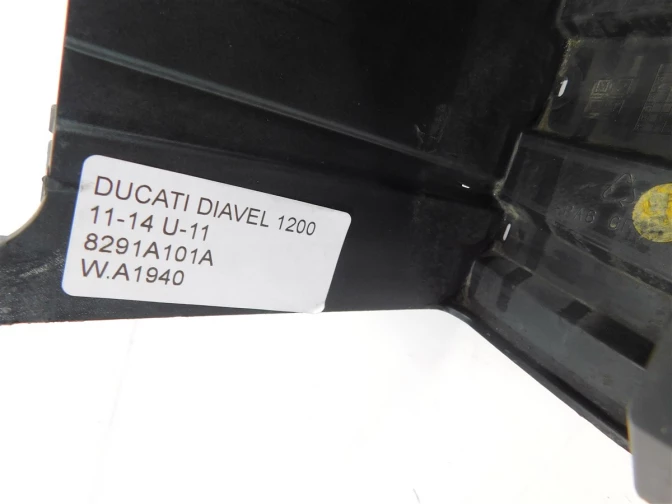 DUCATI DIAVEL 1200
11-14 U-11
8291A101A
W.A1940